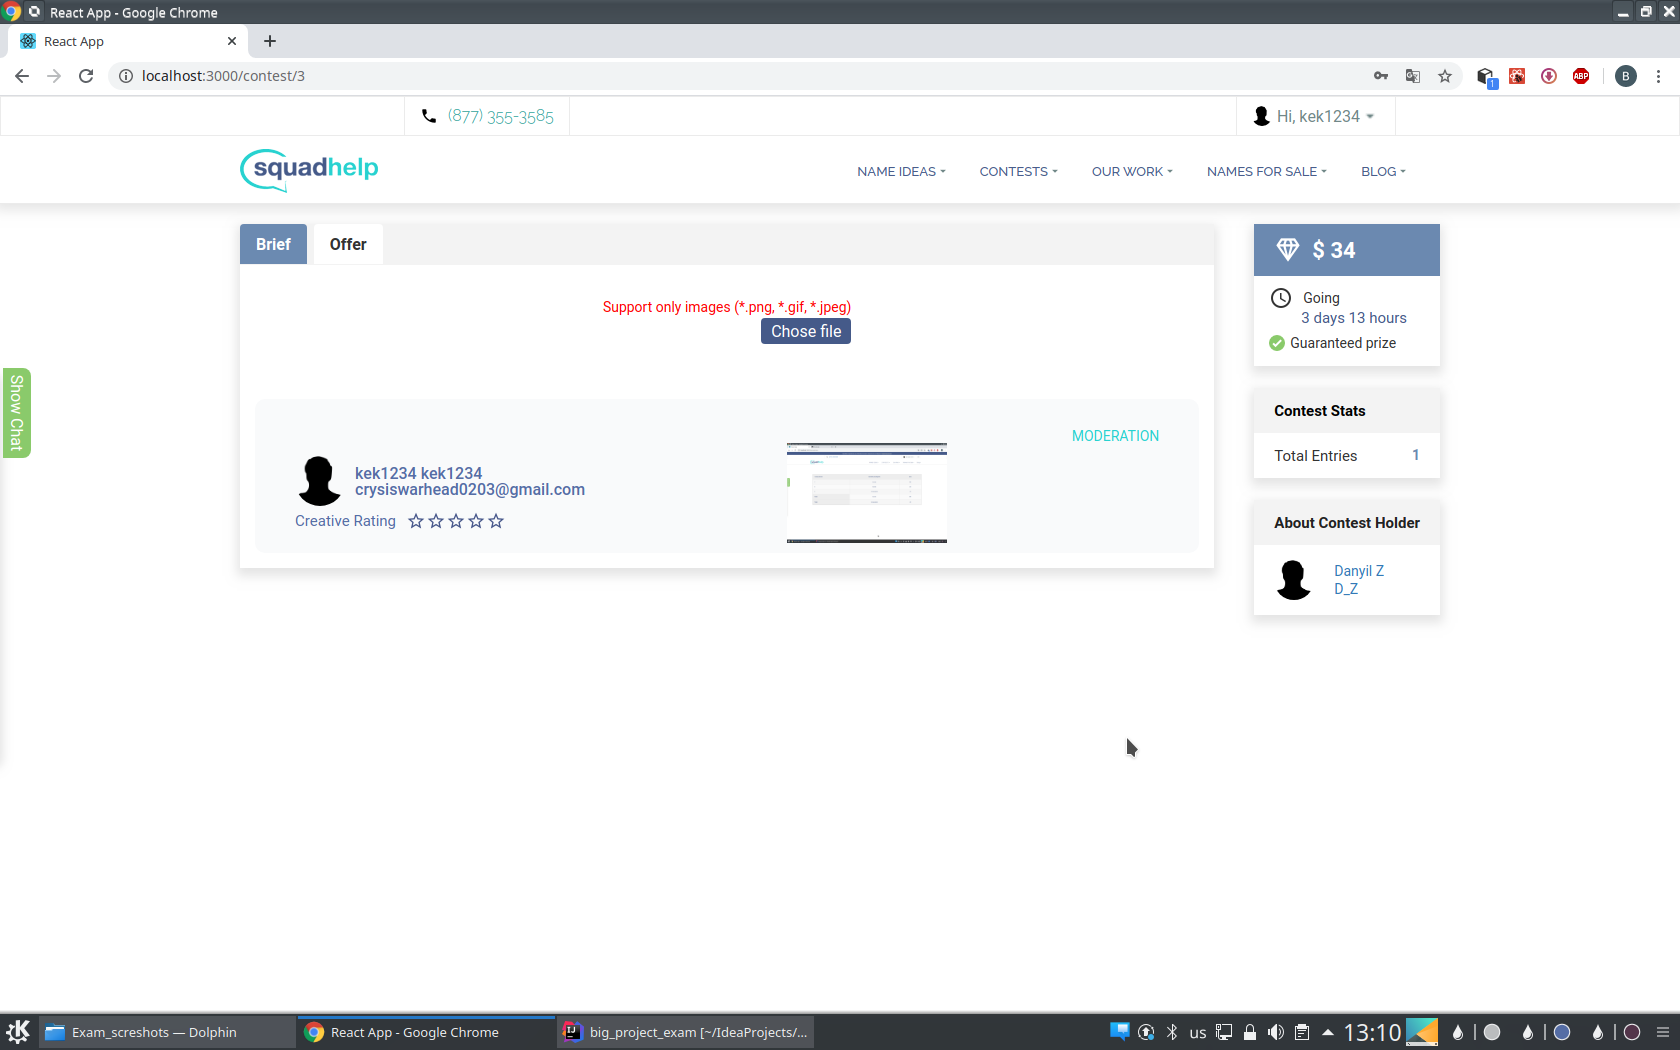 React App - Google Chrome
React App
localhost:3000/contest/3
1
ABP
B
(877) 355-3585
Hi, kek1234
squadhelp
NAME IDEAS
CONTESTS
OUR WORK
NAMES FOR SALE
BLOG
Brief
Offer
$ 34
Support only images (*.png, *.gif, *.jpeg)
Chose file
Going
3 days 13 hours
Guaranteed prize
Show Chat
Contest Stats
Total Entries
1
MODERATION
kek1234 kek1234
crysiswarhead0203@gmail.com
Creative Rating
About Contest Holder
Danyil Z
D_Z
Exam_screshots — Dolphin
React App - Google Chrome
IJ
big_project_exam [~/IdeaProjects/...
us
13:10